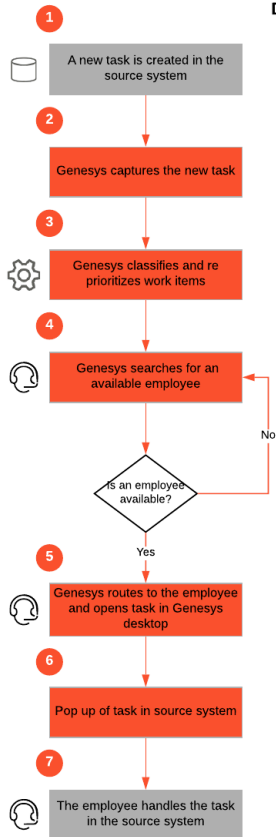 D
1
A new task is created in the
source system
2
Genesys captures the new task
3
Genesys classifies and re
prioritizes work items
4
Genesys searches for an
available employee
Is an employee
available?
No
Yes
5
Genesys routes to the employee
and opens task in Genesys
desktop
6
Pop up of task in source system
7
The employee handles the task
in the source system